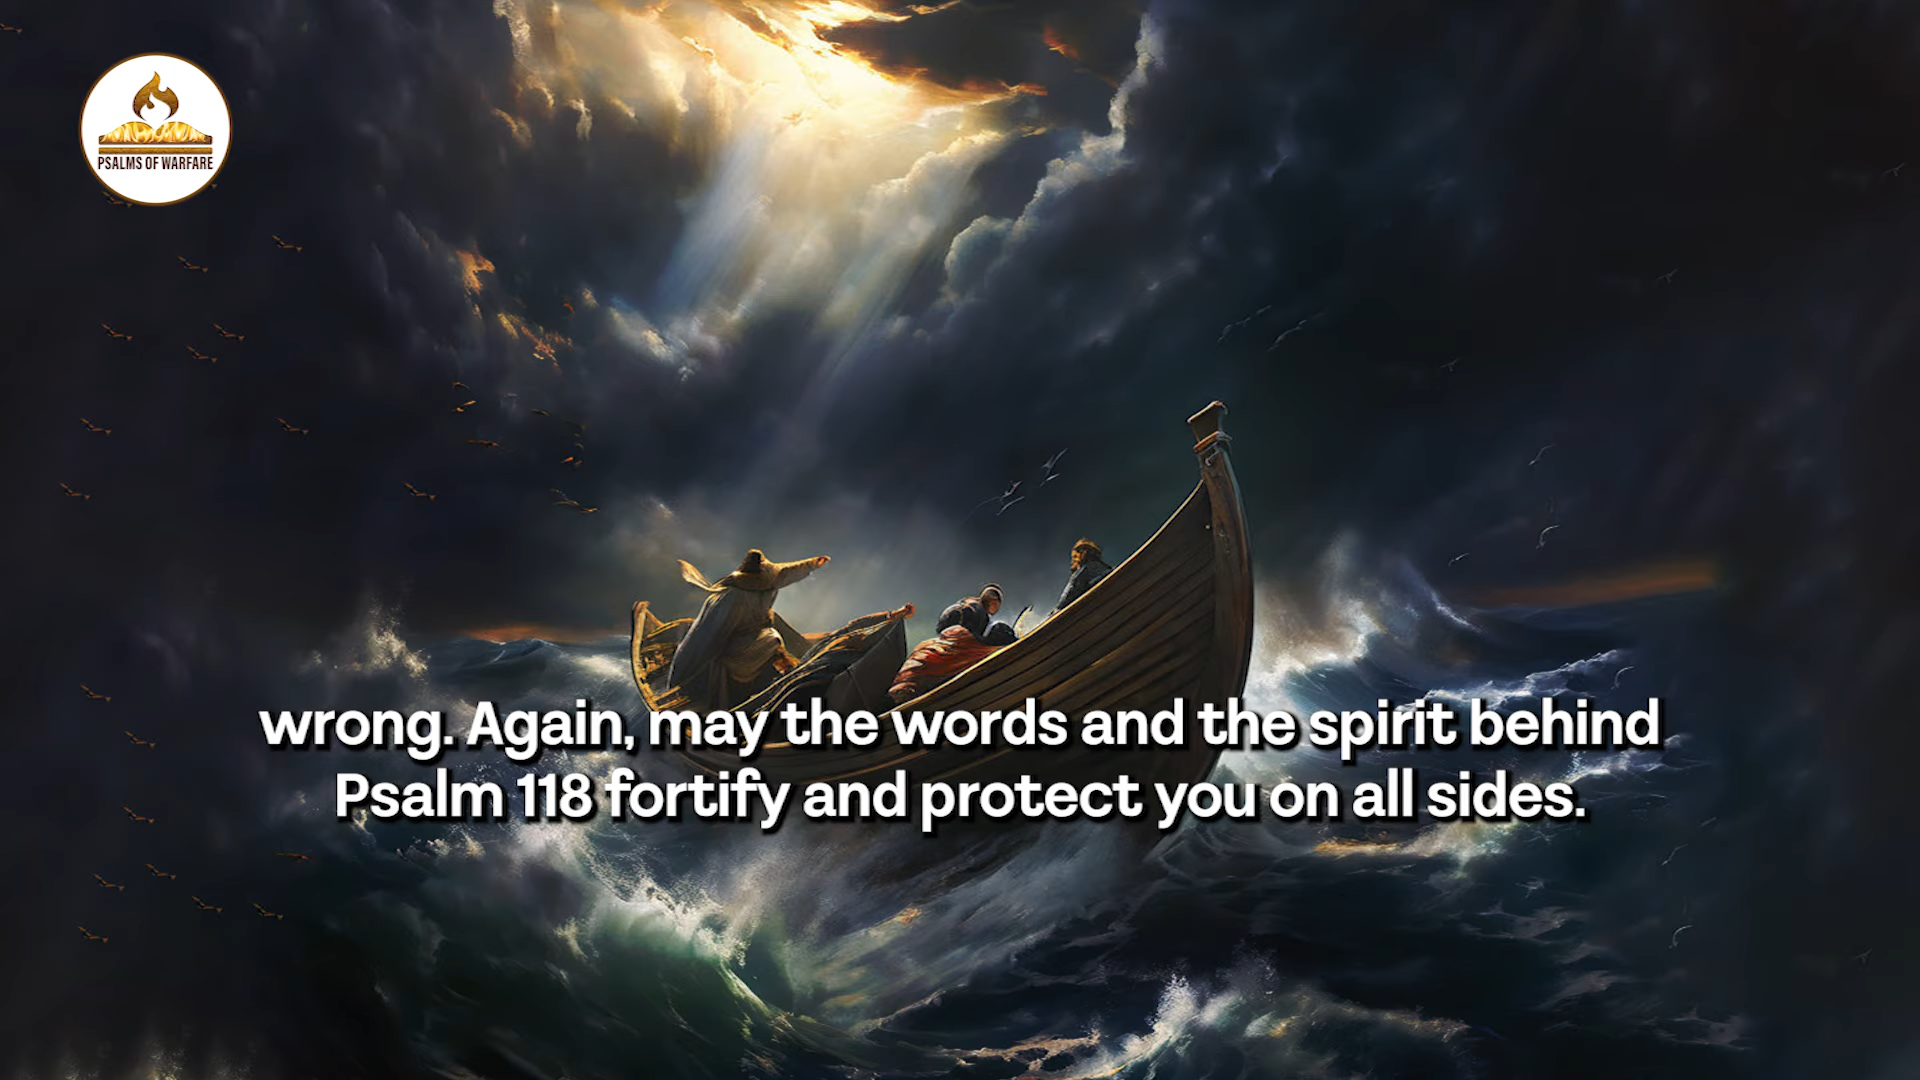 PSALMS OF WARFARE
wrong. Again, may the words and the spirit behind
Psalm 118 fortify and protect you on all sides.